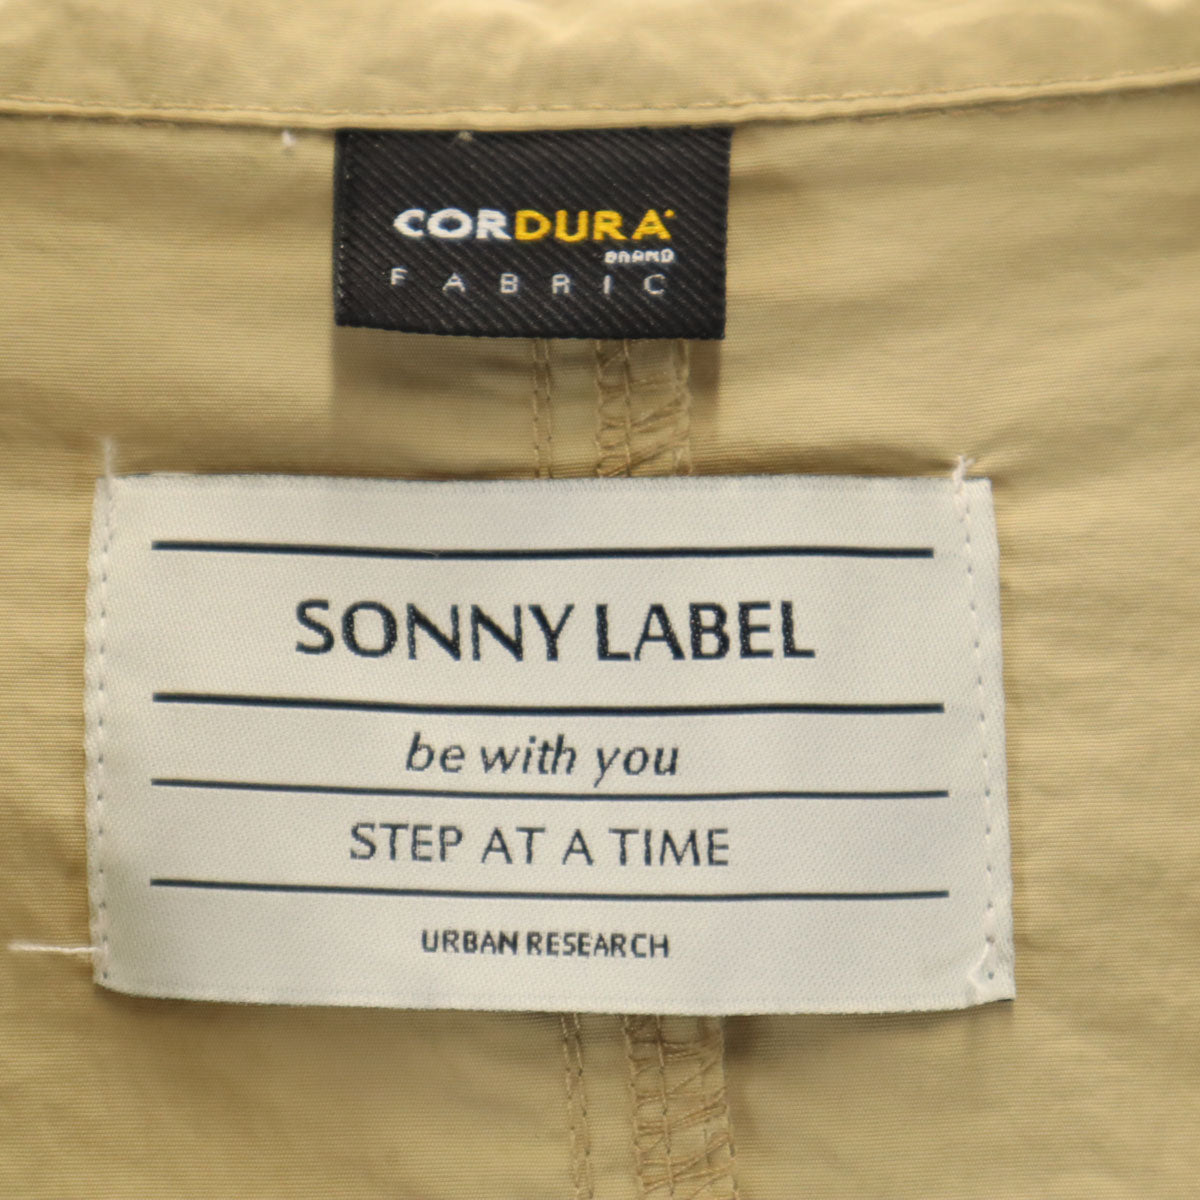 CORDURA
BRAND
FABRIC
SONNY LABEL
be with you
STEP AT A TIME
URBAN RESEARCH